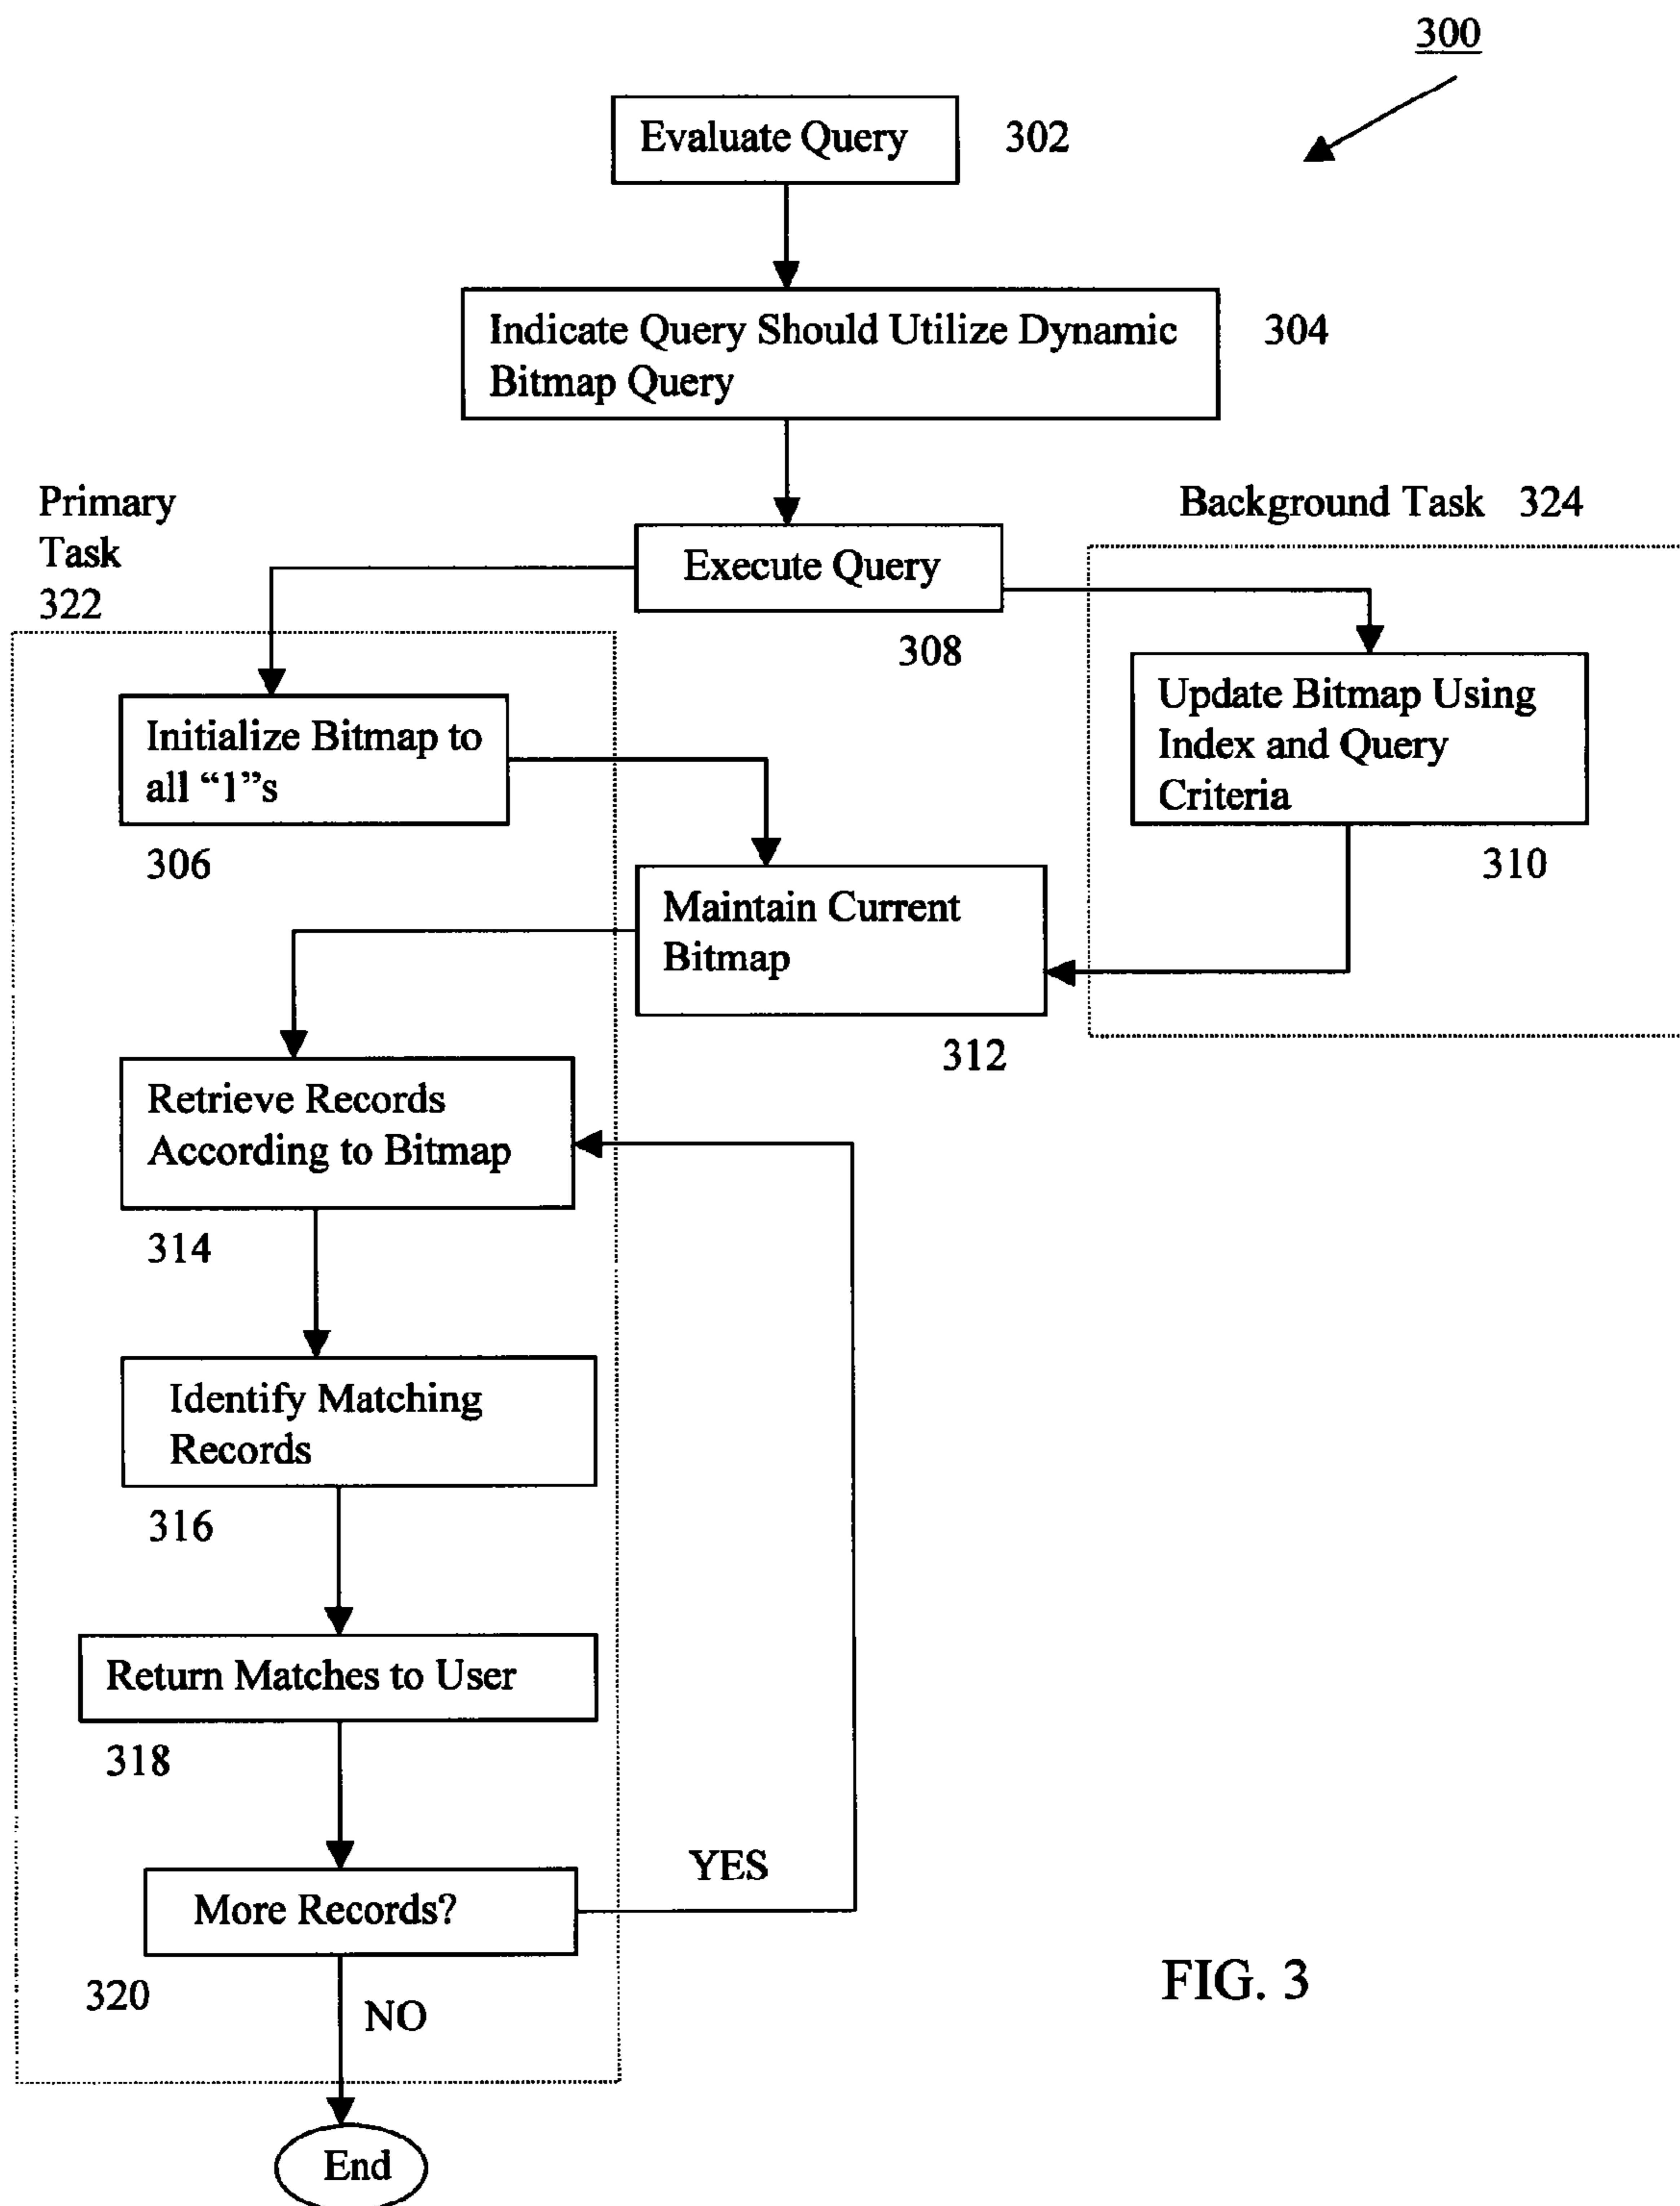 300
Evaluate Query
302
Indicate Query Should Utilize Dynamic
Bitmap Query
304
Primary
Task
322
Background Task 324
Execute Query
308
Initialize Bitmap to
all “1”s
306
Update Bitmap Using
Index and Query
Criteria
310
Maintain Current
Bitmap
312
Retrieve Records
According to Bitmap
314
Identify Matching
Records
316
Return Matches to User
318
More Records?
YES
320
NO
End
FIG. 3